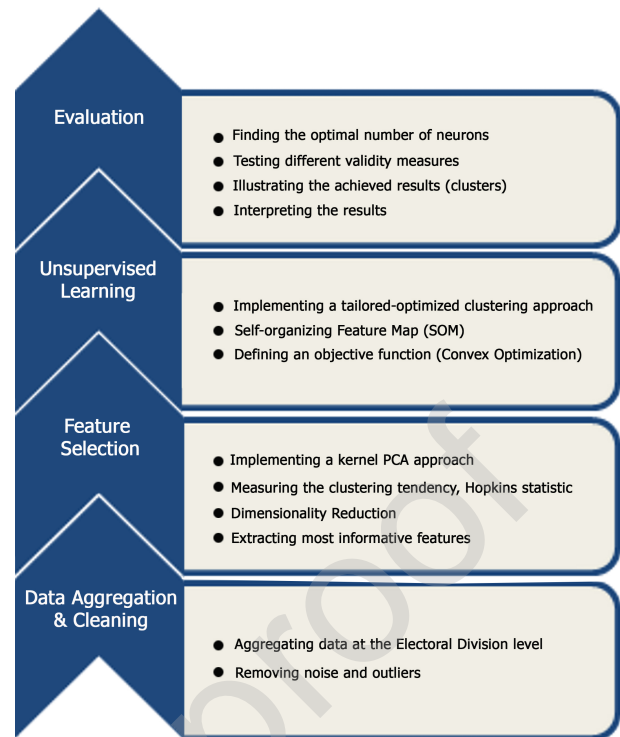 Evaluation
● Finding the optimal number of neurons
● Testing different validity measures
● Illustrating the achieved results (clusters)
● Interpreting the results
Unsupervised
Learning
● Implementing a tailored-optimized clustering approach
● Self-organizing Feature Map (SOM)
● Defining an objective function (Convex Optimization)
Feature
Selection
● Implementing a kernel PCA approach
● Measuring the clustering tendency, Hopkins statistic
● Dimensionality Reduction
● Extracting most informative features
Data Aggregation
& Cleaning
● Aggregating data at the Electoral Division level
● Removing noise and outliers
proof